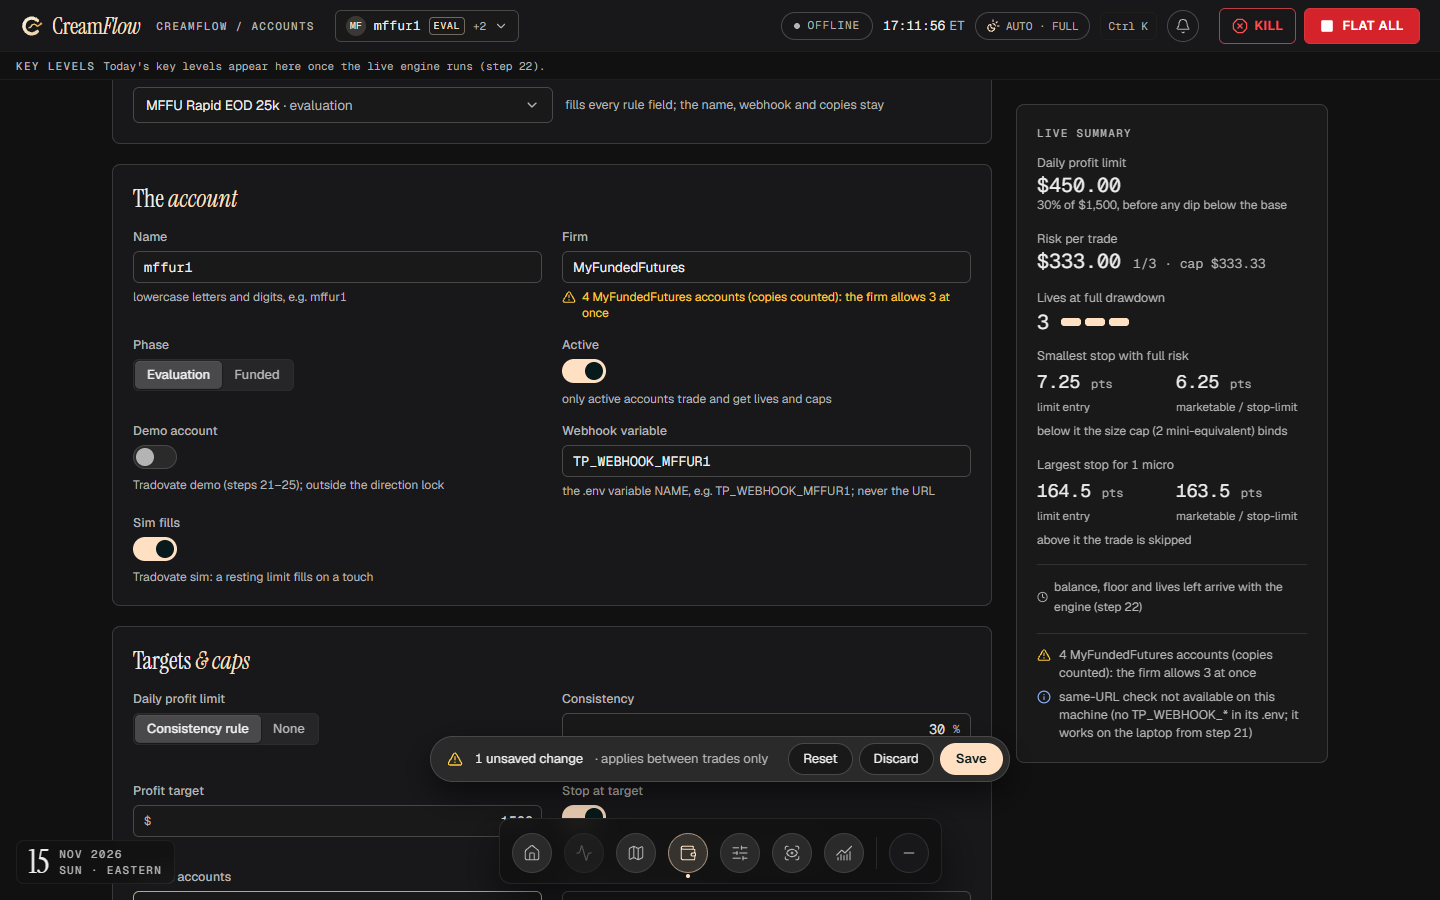 CreamFlow CREAMFLOW / ACCOUNTS MF mffur1 EVAL +2 OFFLINE 17:11:56 ET AUTO · FULL Ctrl K KILL FLAT ALL
KEY LEVELS Today's key levels appear here once the live engine runs (step 22).
MFFU Rapid EOD 25k · evaluation fills every rule field; the name, webhook and copies stay
The account
Name
mffur1
lowercase letters and digits, e.g. mffur1
Firm
MyFundedFutures
4 MyFundedFutures accounts (copies counted): the firm allows 3 at
once
Phase
Evaluation Funded
Active
only active accounts trade and get lives and caps
Demo account
Tradovate demo (steps 21–25); outside the direction lock
Webhook variable
TP_WEBHOOK_MFFUR1
the .env variable NAME, e.g. TP_WEBHOOK_MFFUR1; never the URL
Sim fills
Tradovate sim: a resting limit fills on a touch
Targets & caps
Daily profit limit
Consistency rule None
Consistency
30 %
1 unsaved change · applies between trades only Reset Discard Save
Profit target
$
Stop at target
accounts
15 NOV 2026
SUN · EASTERN
LIVE SUMMARY
Daily profit limit
$450.00
30% of $1,500, before any dip below the base
Risk per trade
$333.00 1/3 · cap $333.33
Lives at full drawdown
3
Smallest stop with full risk
7.25 pts 6.25 pts
limit entry marketable / stop-limit
below it the size cap (2 mini-equivalent) binds
Largest stop for 1 micro
164.5 pts 163.5 pts
limit entry marketable / stop-limit
above it the trade is skipped
balance, floor and lives left arrive with the
engine (step 22)
4 MyFundedFutures accounts (copies
counted): the firm allows 3 at once
same-URL check not available on this
machine (no TP_WEBHOOK_* in its .env; it
works on the laptop from step 21)